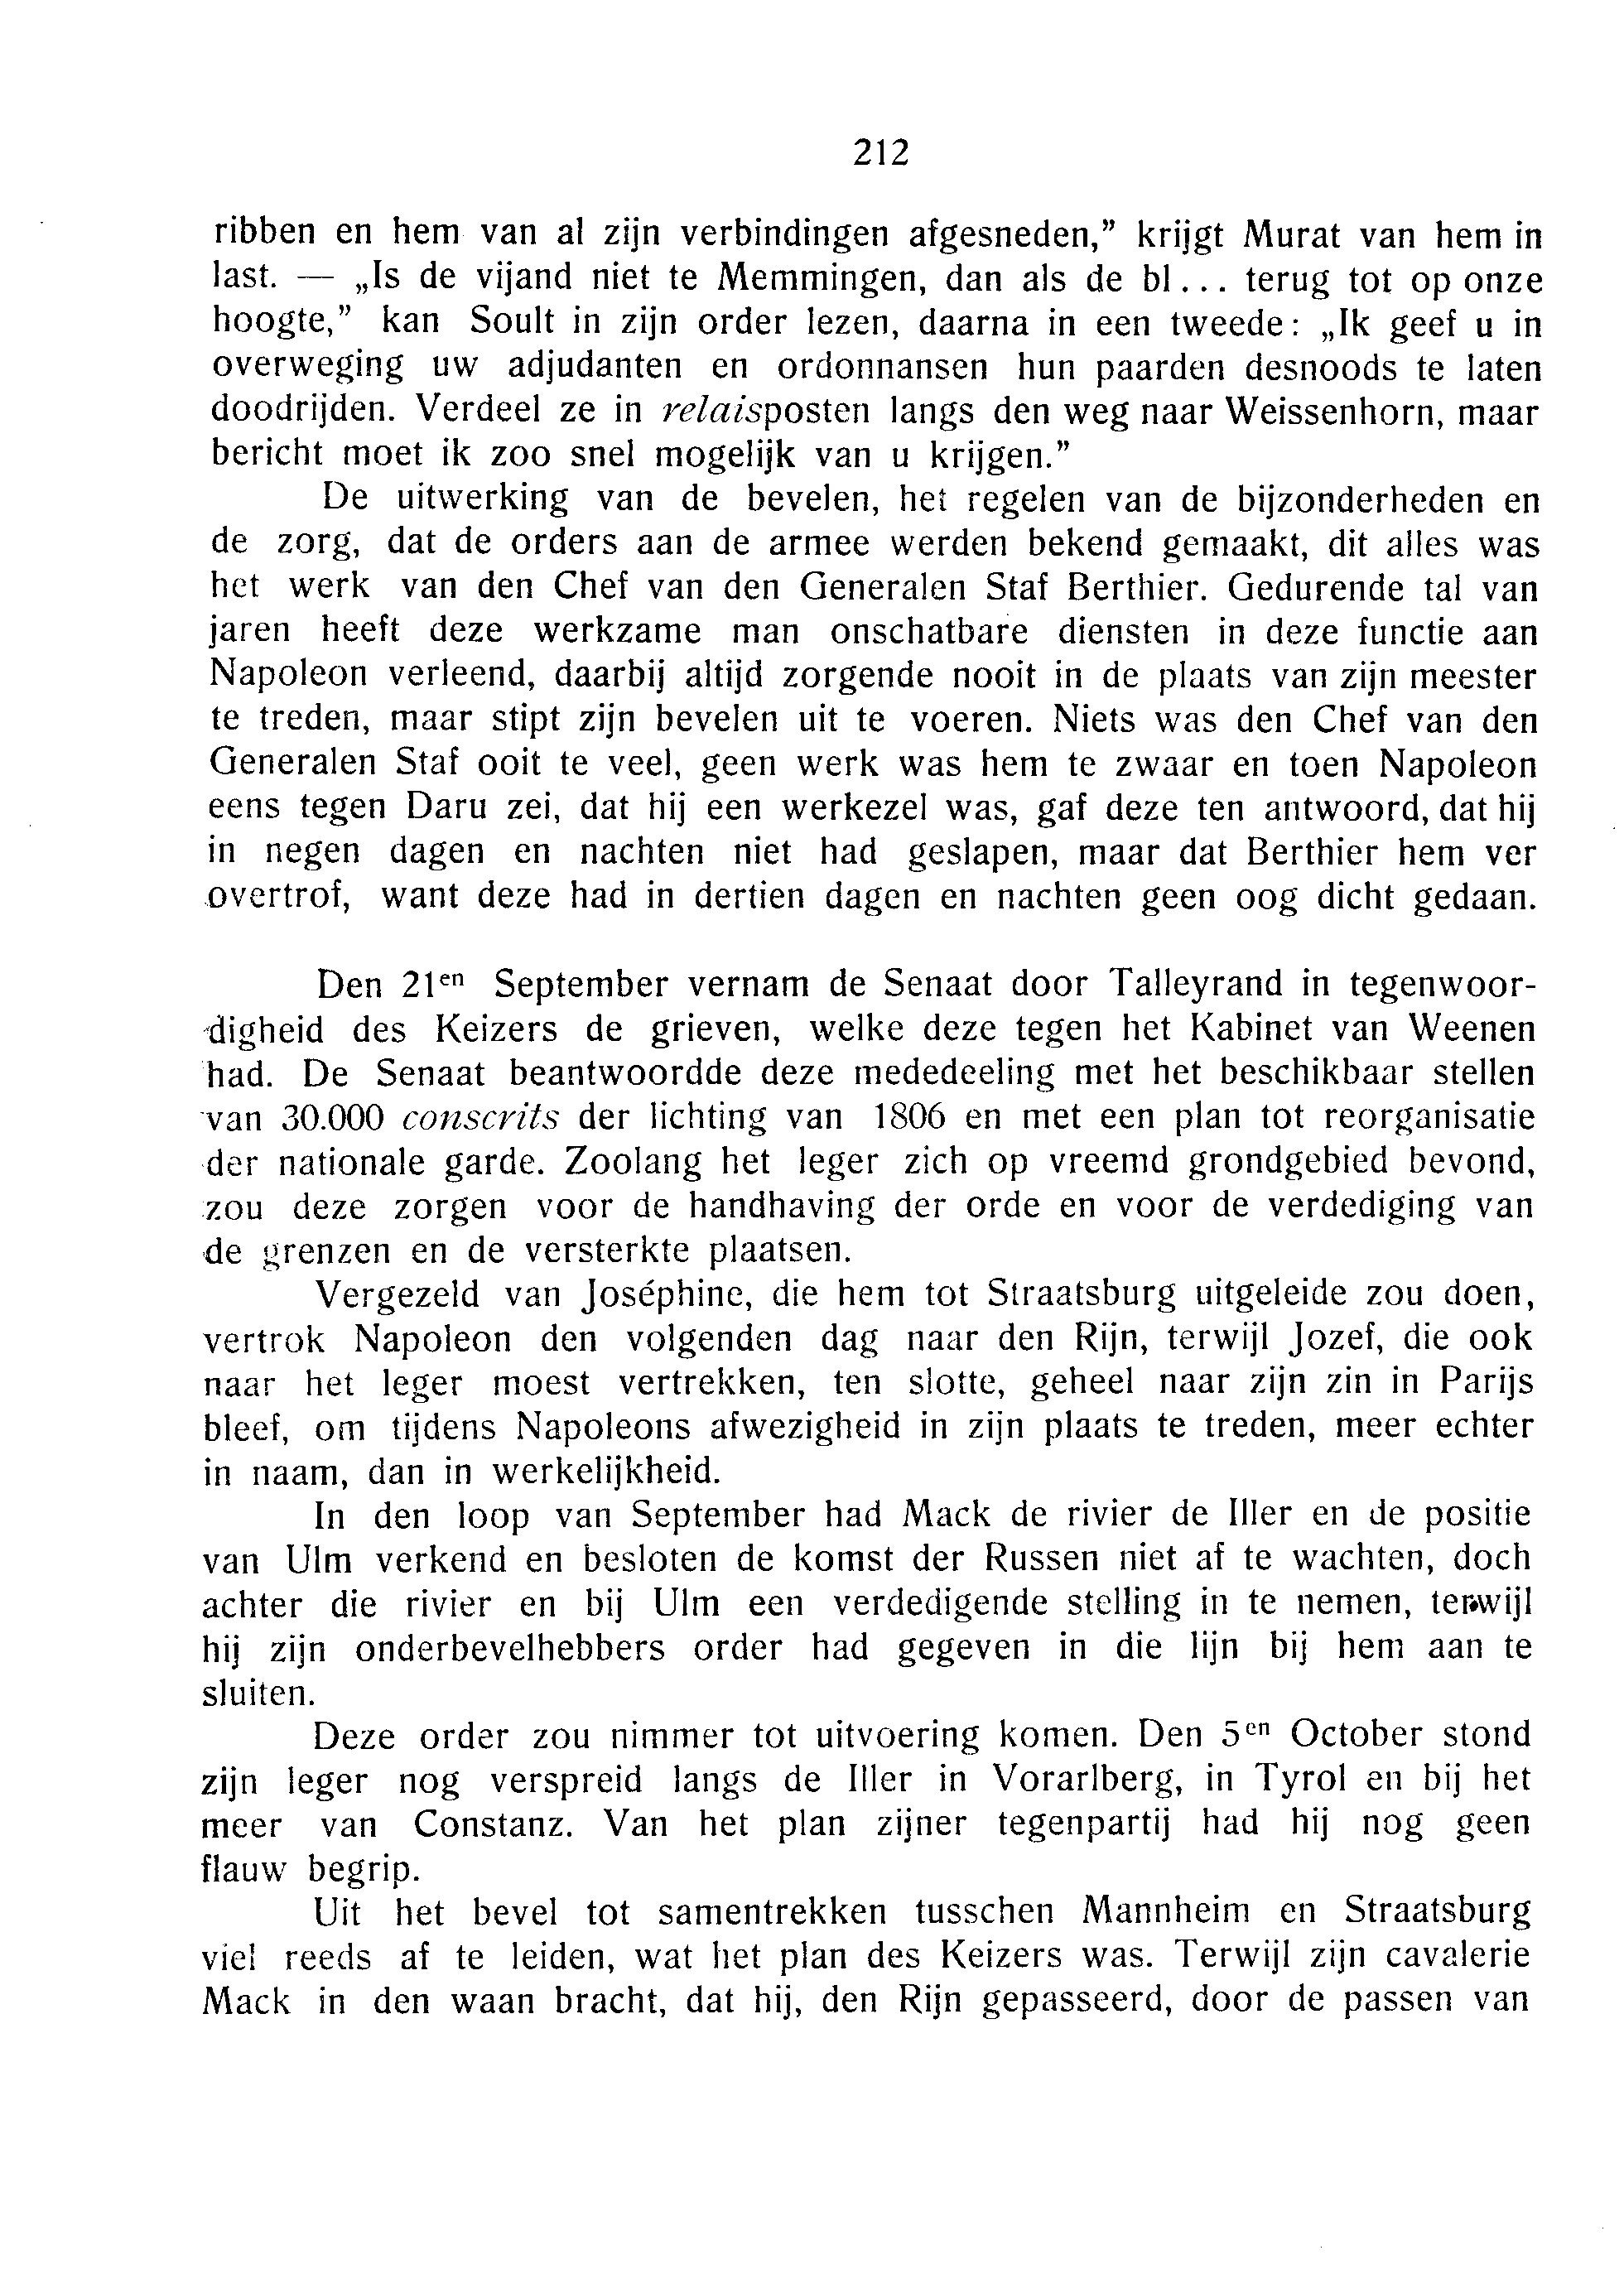 212
ribben en hem van al zijn verbindingen afgesneden,” krijgt Murat van hem in
last. — „Is de vijand niet te Memmingen, dan als de bl... terug tot op onze
hoogte,” kan Soult in zijn order lezen, daarna in een tweede: „Ik geef u in
overweging uw adjudanten en ordonnansen hun paarden desnoods te laten
doodrijden. Verdeel ze in relaisposten langs den weg naar Weissenhorn, maar
bericht moet ik zoo snel mogelijk van u krijgen.”
De uitwerking van de bevelen, het regelen van de bijzonderheden en
de zorg, dat de orders aan de armee werden bekend gemaakt, dit alles was
het werk van den Chef van den Generalen Staf Berthier. Gedurende tal van
jaren heeft deze werkzame man onschatbare diensten in deze functie aan
Napoleon verleend, daarbij altijd zorgende nooit in de plaats van zijn meester
te treden, maar stipt zijn bevelen uit te voeren. Niets was den Chef van den
Generalen Staf ooit te veel, geen werk was hem te zwaar en toen Napoleon
eens tegen Daru zei, dat hij een werkezel was, gaf deze ten antwoord, dat hij
in negen dagen en nachten niet had geslapen, maar dat Berthier hem ver
overtrof, want deze had in dertien dagen en nachten geen oog dicht gedaan.
Den 21en September vernam de Senaat door Talleyrand in tegenwoor-
digheid des Keizers de grieven, welke deze tegen het Kabinet van Weenen
had. De Senaat beantwoordde deze mededeeling met het beschikbaar stellen
van 30.000 conscrits der lichting van 1806 en met een plan tot reorganisatie
der nationale garde. Zoolang het leger zich op vreemd grondgebied bevond,
zou deze zorgen voor de handhaving der orde en voor de verdediging van
de grenzen en de versterkte plaatsen.
Vergezeld van Joséphine, die hem tot Straatsburg uitgeleide zou doen,
vertrok Napoleon den volgenden dag naar den Rijn, terwijl Jozef, die ook
naar het leger moest vertrekken, ten slotte, geheel naar zijn zin in Parijs
bleef, om tijdens Napoleons afwezigheid in zijn plaats te treden, meer echter
in naam, dan in werkelijkheid.
In den loop van September had Mack de rivier de Iller en de positie
van Ulm verkend en besloten de komst der Russen niet af te wachten, doch
achter die rivier en bij Ulm een verdedigende stelling in te nemen, terwijl
hij zijn onderbevelhebbers order had gegeven in die lijn bij hem aan te
sluiten.
Deze order zou nimmer tot uitvoering komen. Den 5en October stond
zijn leger nog verspreid langs de Iller in Vorarlberg, in Tyrol en bij het
meer van Constanz. Van het plan zijner tegenpartij had hij nog geen
flauw begrip.
Uit het bevel tot samentrekken tusschen Mannheim en Straatsburg
viel reeds af te leiden, wat het plan des Keizers was. Terwijl zijn cavalerie
Mack in den waan bracht, dat hij, den Rijn gepasseerd, door de passen van